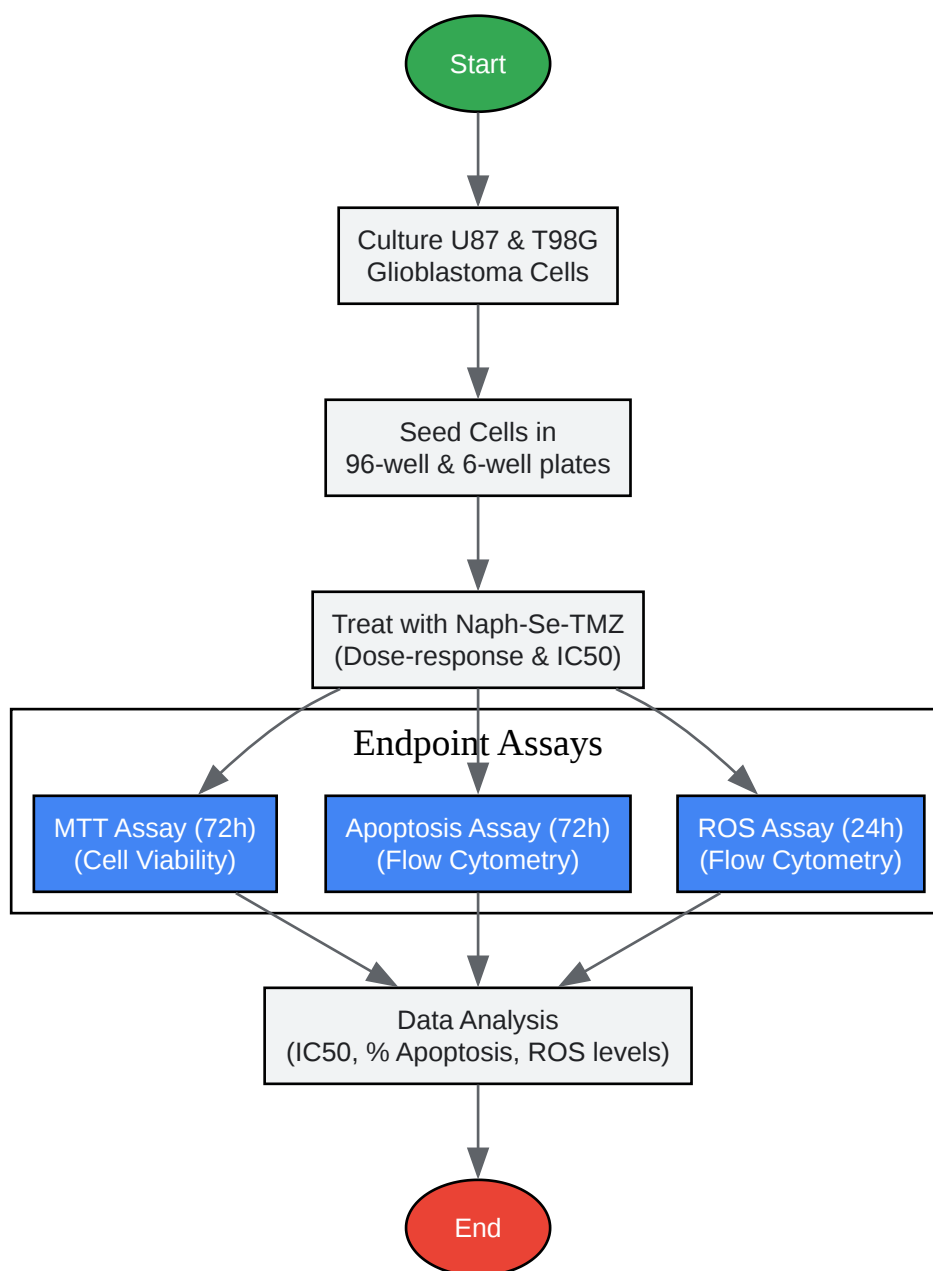 Start
Culture U87 & T98G
Glioblastoma Cells
Seed Cells in
96-well & 6-well plates
Treat with Naph-Se-TMZ
(Dose-response & IC50)
Endpoint Assays
MTT Assay (72h)
(Cell Viability)
Apoptosis Assay (72h)
(Flow Cytometry)
ROS Assay (24h)
(Flow Cytometry)
Data Analysis
(IC50, % Apoptosis, ROS levels)
End